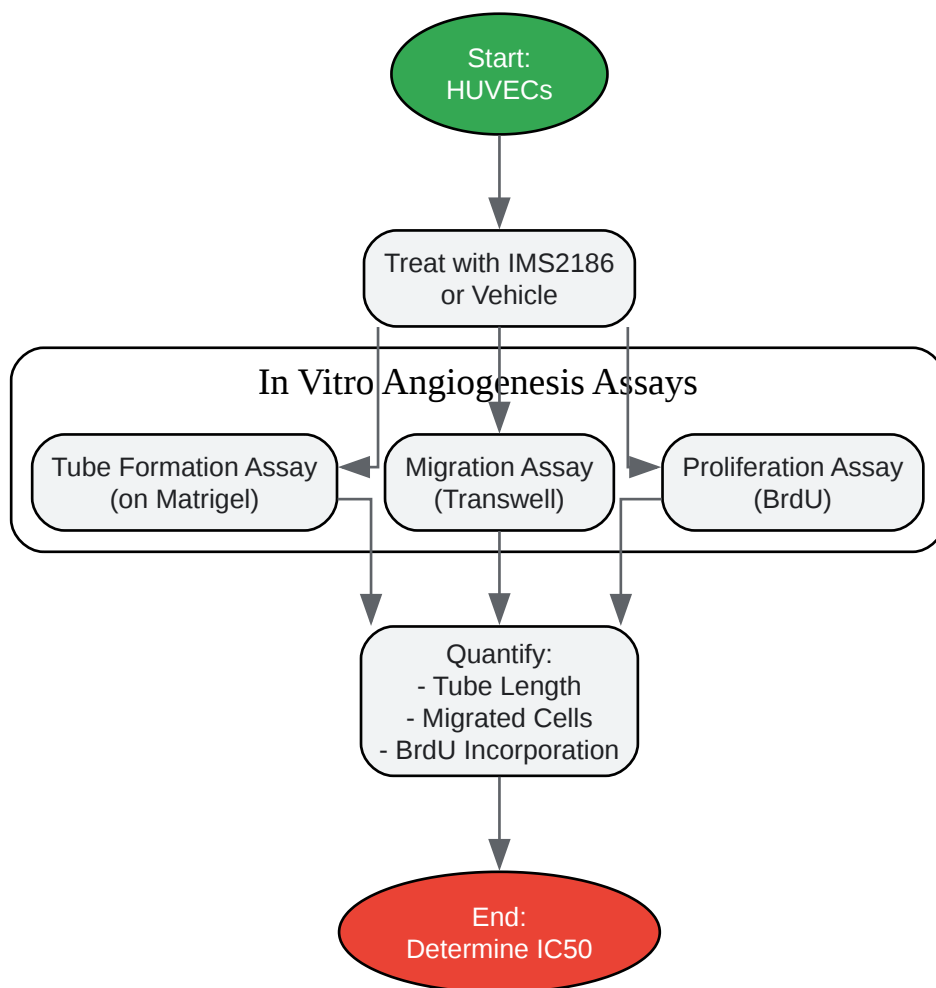 Start:
HUVECs
Treat with IMS2186
or Vehicle
In Vitro Angiogenesis Assays
Tube Formation Assay
(on Matrigel)
Migration Assay
(Transwell)
Proliferation Assay
(BrdU)
Quantify:
- Tube Length
- Migrated Cells
- BrdU Incorporation
End:
Determine IC50